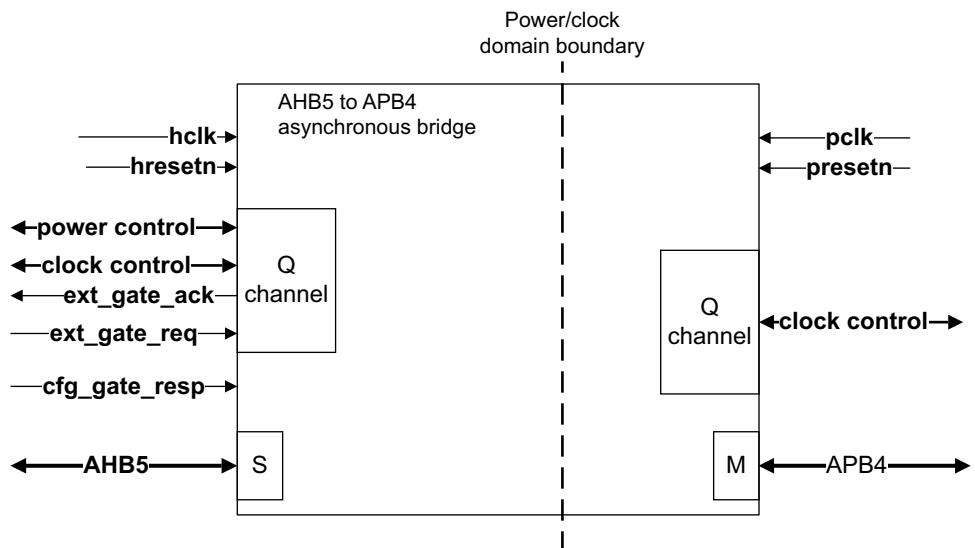 Power/clock
domain boundary
AHB5 to APB4
asynchronous bridge
hclk
hresetn
pclk
presetn
power control
clock control
ext_gate_ack
ext_gate_req
cfg_gate_resp
Q
channel
Q
channel
clock control
AHB5
S
M
APB4